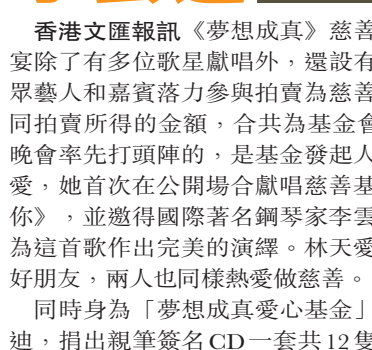 香港文匯報訊《夢想成真》慈善
宴除了有多位歌星獻唱外，還設有
眾藝人和嘉賓落力參與拍賣為慈善
同拍賣所得的金額，合共為基金會
晚會率先打頭陣的，是基金發起人
愛，她首次在公開場合獻唱慈善基
你》，並邀得國際著名鋼琴家李雲
為這首歌作出完美的演繹。林天愛
好朋友，兩人也同樣熱愛做慈善。
同時身為「夢想成真愛心基金」
迪，捐出親筆簽名CD一套共12隻